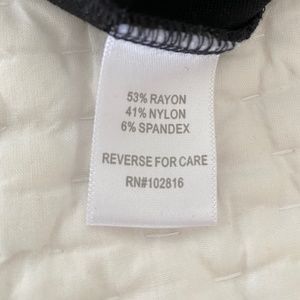 53% RAYON
41% NYLON
6% SPANDEX
REVERSE FOR CARE
RN#102816